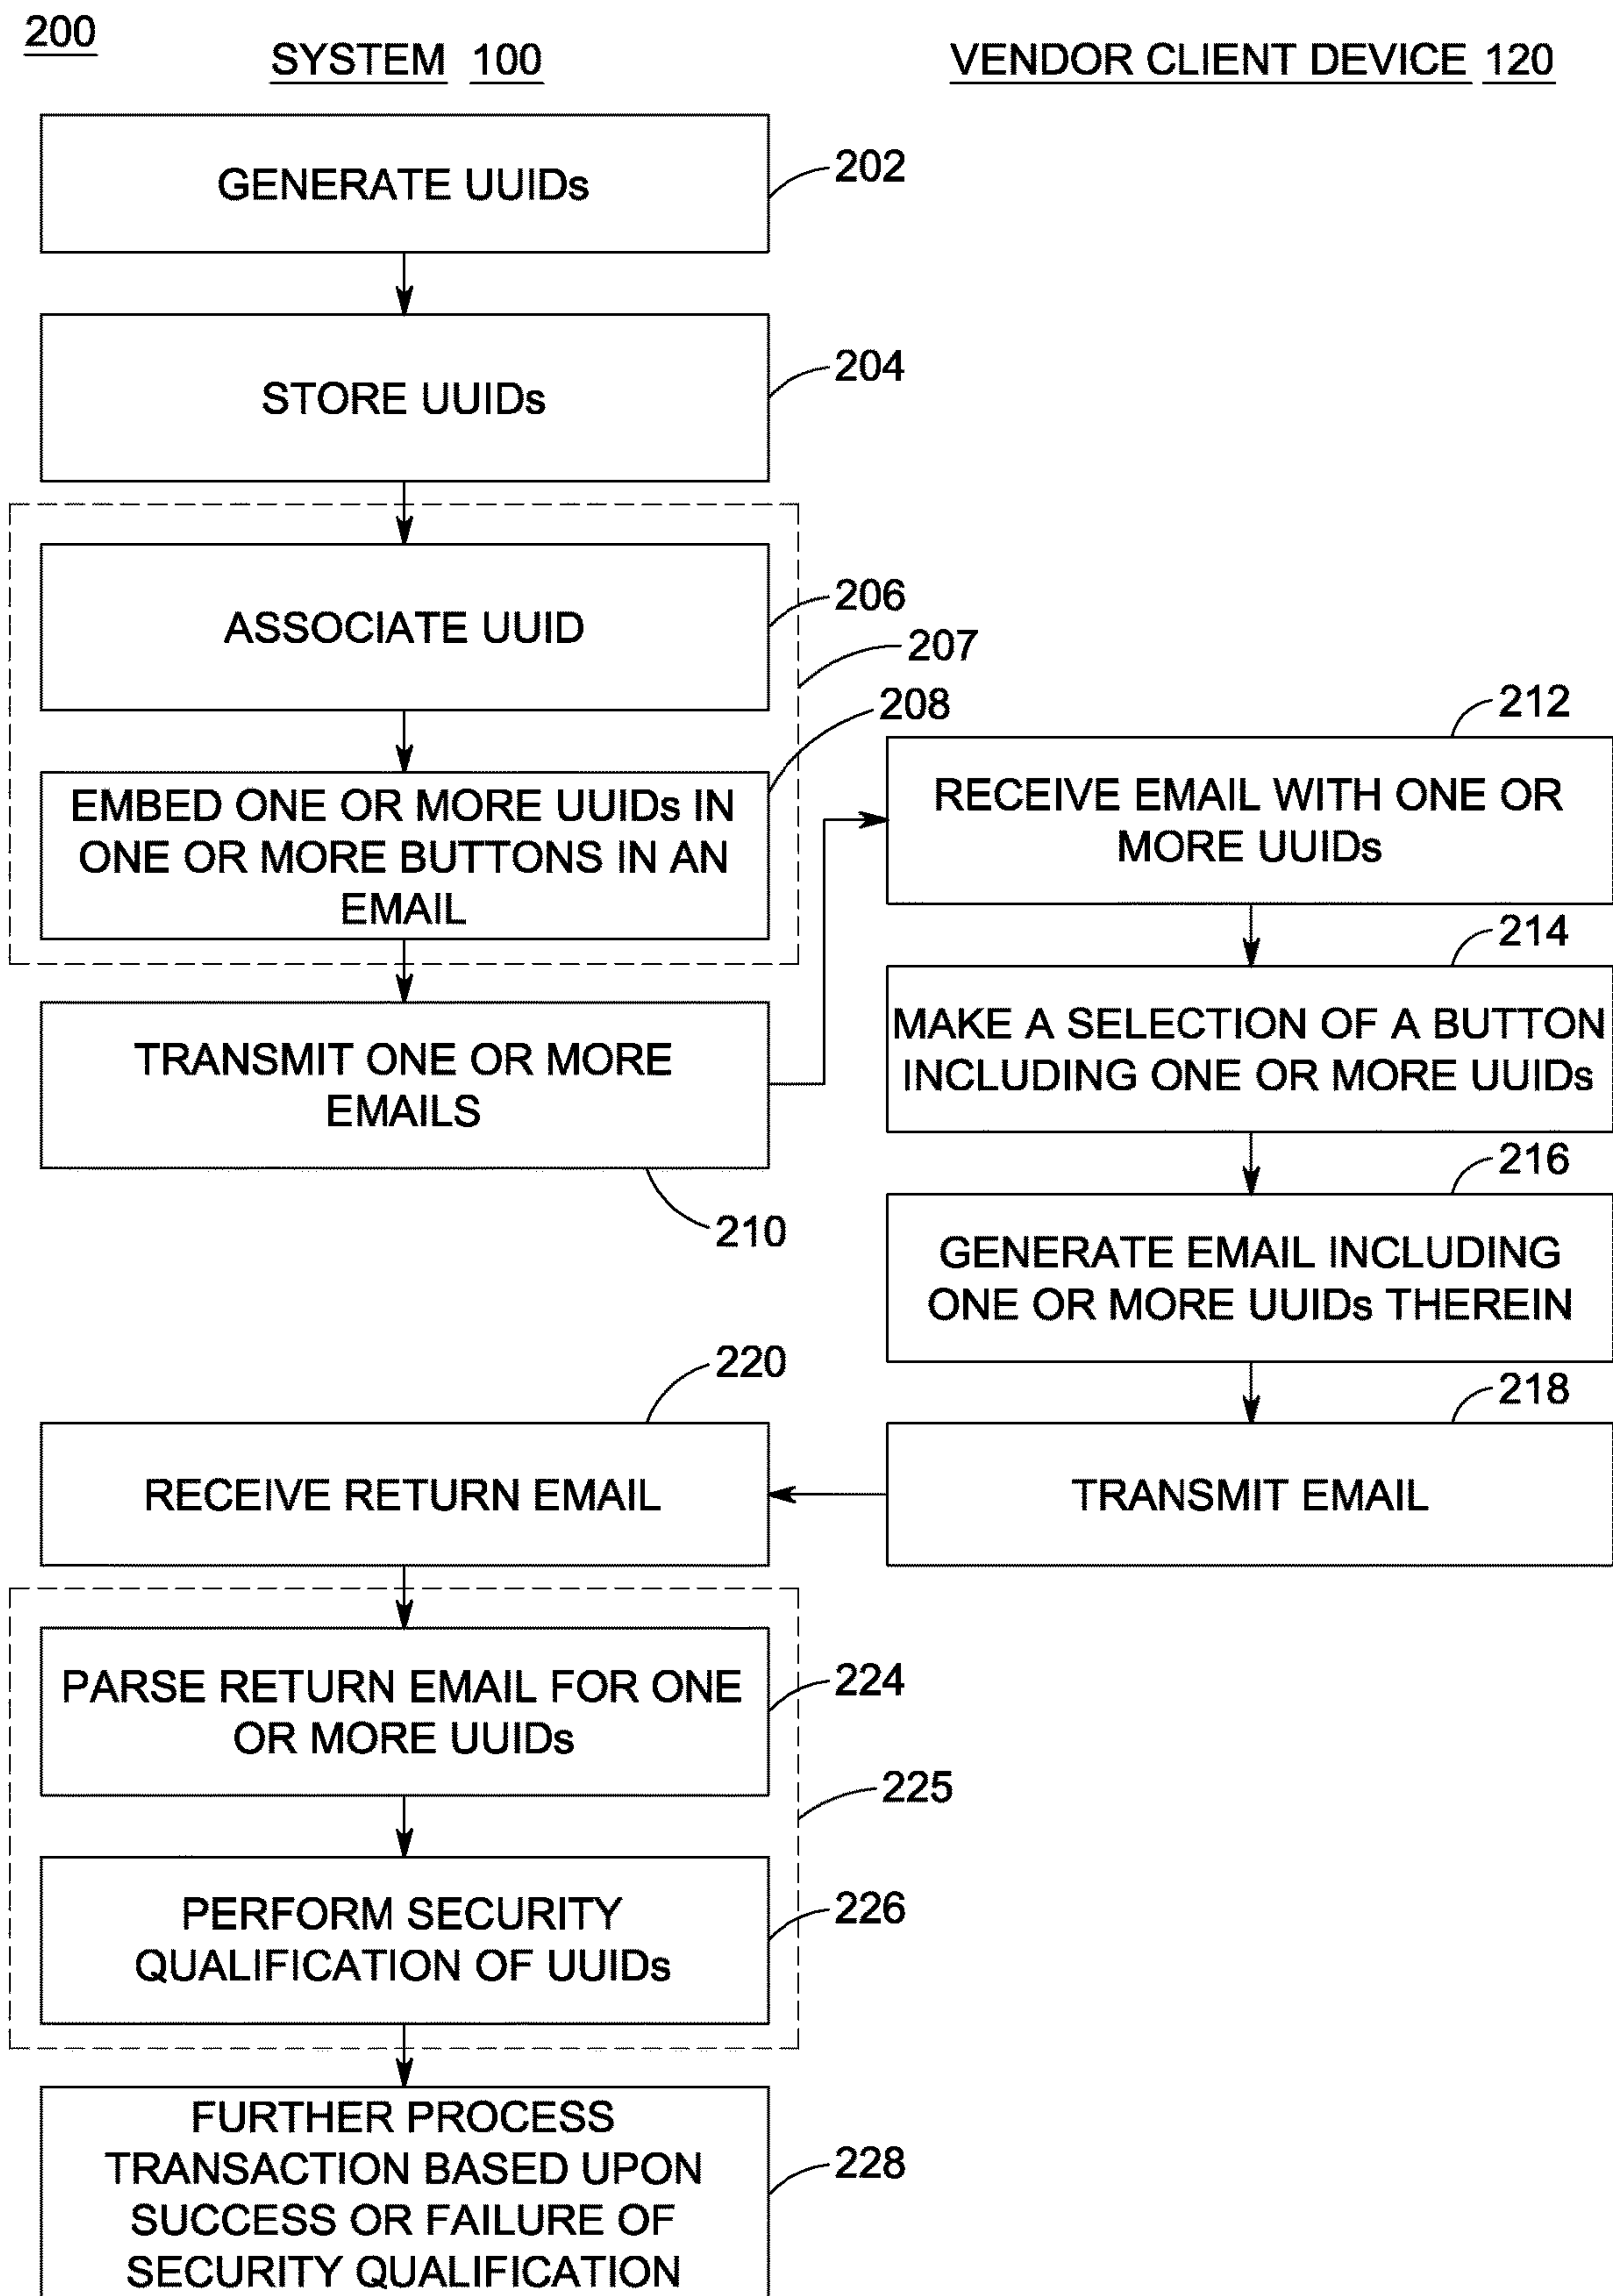 200
SYSTEM 100
VENDOR CLIENT DEVICE 120
GENERATE UUIDs
202
STORE UUIDs
204
ASSOCIATE UUID
206
207
EMBED ONE OR MORE UUIDs IN
ONE OR MORE BUTTONS IN AN
EMAIL
208
TRANSMIT ONE OR MORE
EMAILS
210
212
RECEIVE EMAIL WITH ONE OR
MORE UUIDs
214
MAKE A SELECTION OF A BUTTON
INCLUDING ONE OR MORE UUIDs
216
GENERATE EMAIL INCLUDING
ONE OR MORE UUIDs THEREIN
218
TRANSMIT EMAIL
220
RECEIVE RETURN EMAIL
PARSE RETURN EMAIL FOR ONE
OR MORE UUIDs
224
225
PERFORM SECURITY
QUALIFICATION OF UUIDs
226
FURTHER PROCESS
TRANSACTION BASED UPON
SUCCESS OR FAILURE OF
SECURITY QUALIFICATION
228